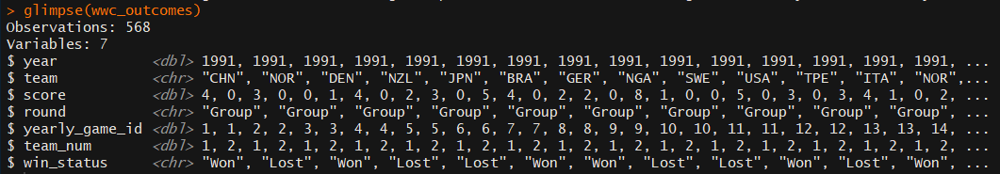 > glimpse(wwc_outcomes)
Observations: 568
Variables: 7
$ year <dbl> 1991, 1991, 1991, 1991, 1991, 1991, 1991, 1991, 1991, 1991, 1991, 1991, 1991, ...
$ team <chr> "CHN", "NOR", "DEN", "NZL", "JPN", "BRA", "GER", "NGA", "SWE", "USA", "TPE", "ITA", "NOR",...
$ score <dbl> 4, 0, 3, 0, 0, 1, 4, 0, 2, 3, 0, 5, 4, 0, 2, 2, 0, 8, 1, 0, 0, 5, 0, 3, 0, 3, 4, 1, 0, 2, ...
$ round <chr> "Group", "Group", "Group", "Group", "Group", "Group", "Group", "Group", "Group", "Group", ...
$ yearly_game_id <dbl> 1, 1, 2, 2, 3, 3, 4, 4, 5, 5, 6, 6, 7, 7, 8, 8, 9, 9, 10, 10, 11, 11, 12, 12, 13, 13, 14, ...
$ team_num <dbl> 1, 2, 1, 2, 1, 2, 1, 2, 1, 2, 1, 2, 1, 2, 1, 2, 1, 2, 1, 2, 1, 2, 1, 2, 1, 2, 1, 2, 1, 2, ...
$ win_status <chr> "Won", "Lost", "Won", "Lost", "Lost", "Won", "Won", "Lost", "Lost", "Won", "Lost", "Won", ...